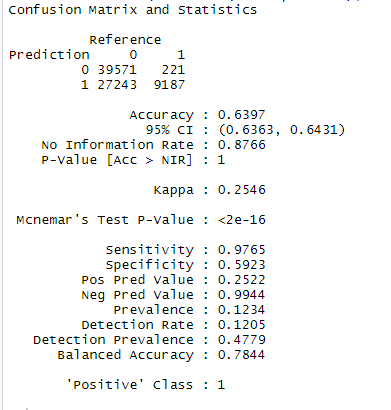 Confusion Matrix and Statistics
Reference
Prediction 0 1
0 39571 221
1 27243 9187
Accuracy : 0.6397
95% CI : (0.6363, 0.6431)
No Information Rate : 0.8766
P-Value [Acc > NIR] : 1
Kappa : 0.2546
Mcnemar's Test P-Value : <2e-16
Sensitivity : 0.9765
Specificity : 0.5923
Pos Pred Value : 0.2522
Neg Pred Value : 0.9944
Prevalence : 0.1234
Detection Rate : 0.1205
Detection Prevalence : 0.4779
Balanced Accuracy : 0.7844
'Positive' Class : 1